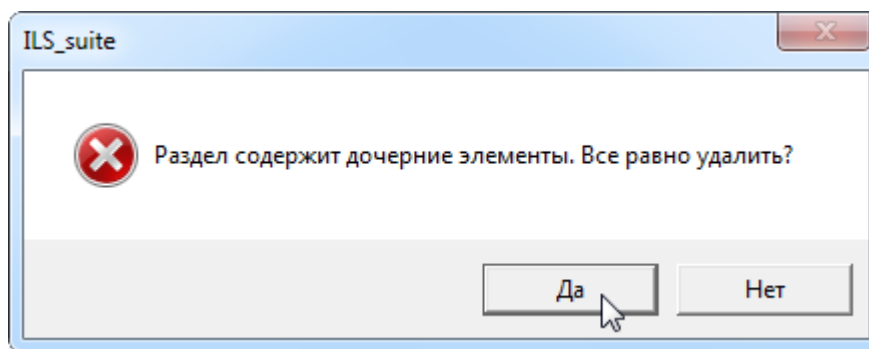 ILS_suite
Раздел содержит дочерние элементы. Все равно удалить?
Да
Нет